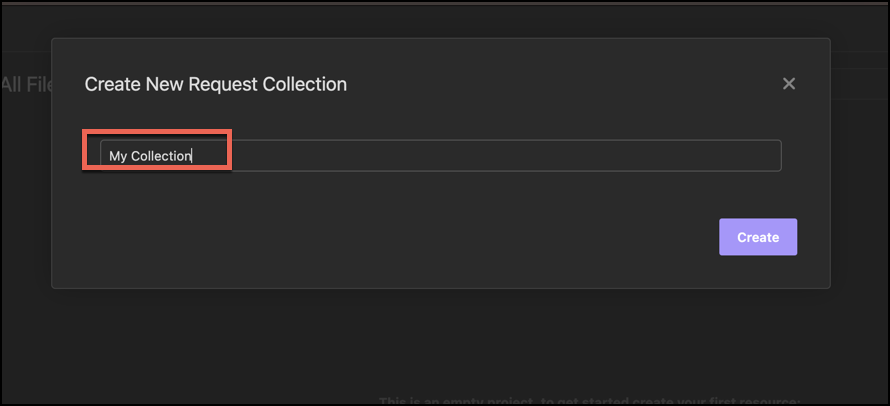 Create New Request Collection
All File
My Collection
Create
This is an empty project, to get started create your first resource: